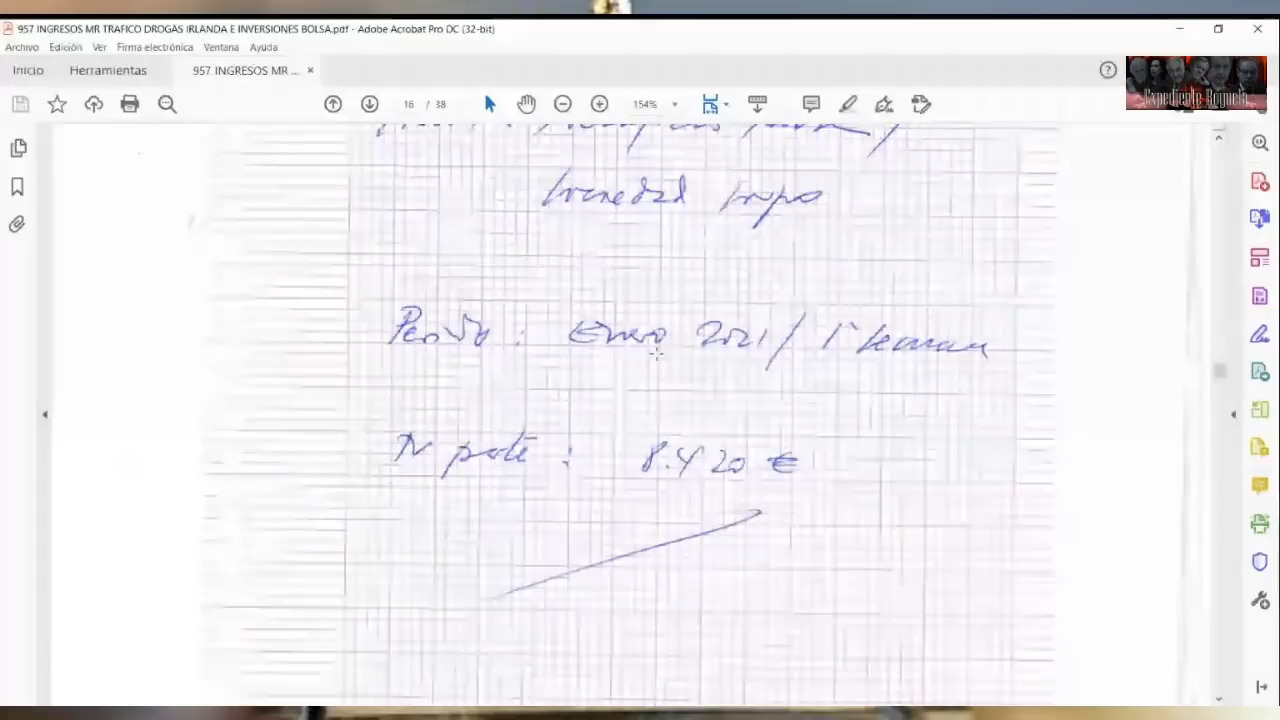 957 INGRESOS MR TRAFICO DROGAS IRLANDA E INVERSIONES BOLSA.pdf - Adobe Acrobat Pro DC (32-bit)
Archivo Edición Ver Firma electrónica Ventana Ayuda
Inicio Herramientas 957 INGRESOS MR ... ×
16 / 38 154%
Expediente Royuela
Sociedad Grupo
Periodo : Enero 2021 / 1ª Semana
N parte : 8.420 €